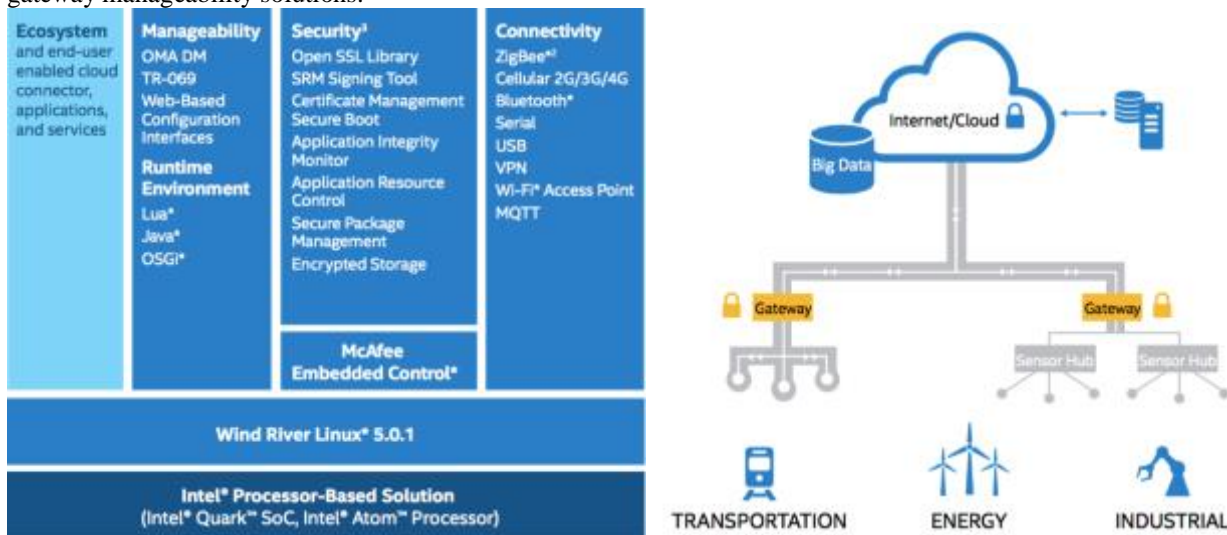 gateway manageability solutions.
Ecosystem
and end-user
enabled cloud
connector,
applications,
and services
Manageability
OMA DM
TR-069
Web-Based
Configuration
Interfaces
Runtime
Environment
Lua*
Java*
OSGi*
Security³
Open SSL Library
SRM Signing Tool
Certificate Management
Secure Boot
Application Integrity
Monitor
Application Resource
Control
Secure Package
Management
Encrypted Storage
McAfee
Embedded Control*
Connectivity
ZigBee*²
Cellular 2G/3G/4G
Bluetooth*
Serial
USB
VPN
Wi-Fi* Access Point
MQTT
Wind River Linux* 5.0.1
Intel® Processor-Based Solution
(Intel® Quark™ SoC, Intel® Atom™ Processor)
Internet/Cloud
Big Data
Gateway
Gateway
Sensor Hub
Sensor Hub
TRANSPORTATION
ENERGY
INDUSTRIAL